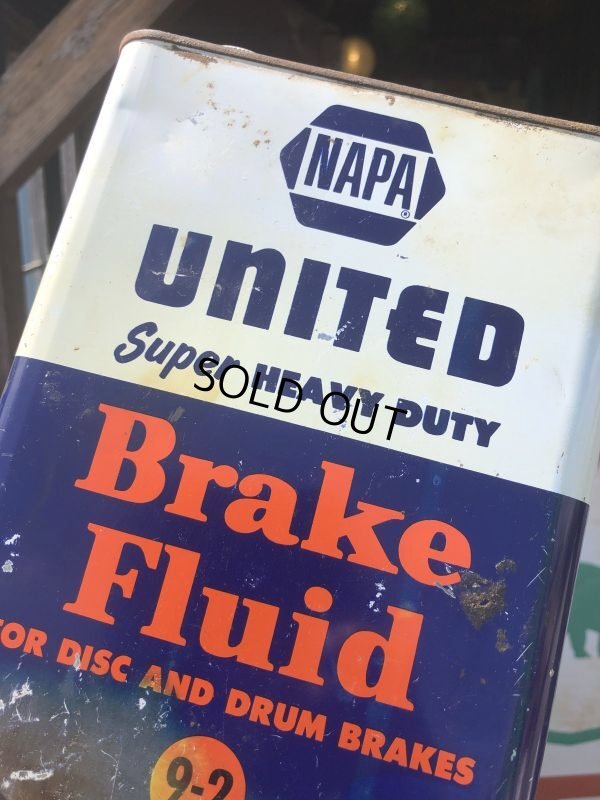 NAPA
®
UNITED
Super HEAVY DUTY
SOLD OUT
Brake
Fluid
FOR DISC AND DRUM BRAKES
9-2